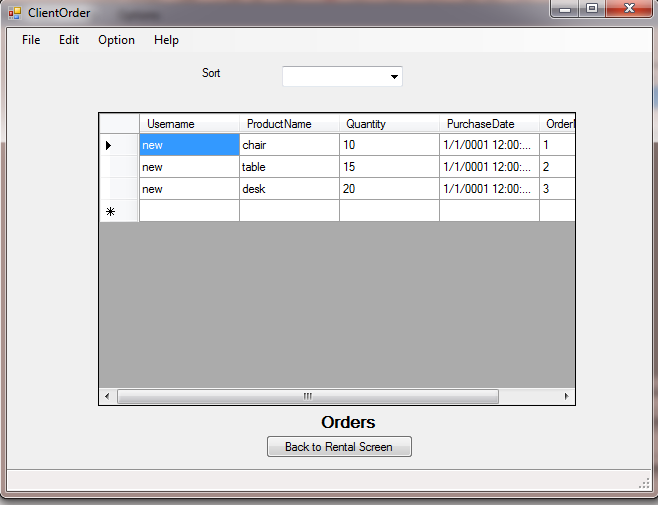 ClientOrder
File Edit Option Help
Sort
Username ProductName Quantity PurchaseDate OrderI
new chair 10 1/1/0001 12:00:... 1
new table 15 1/1/0001 12:00:... 2
new desk 20 1/1/0001 12:00:... 3
Orders
Back to Rental Screen